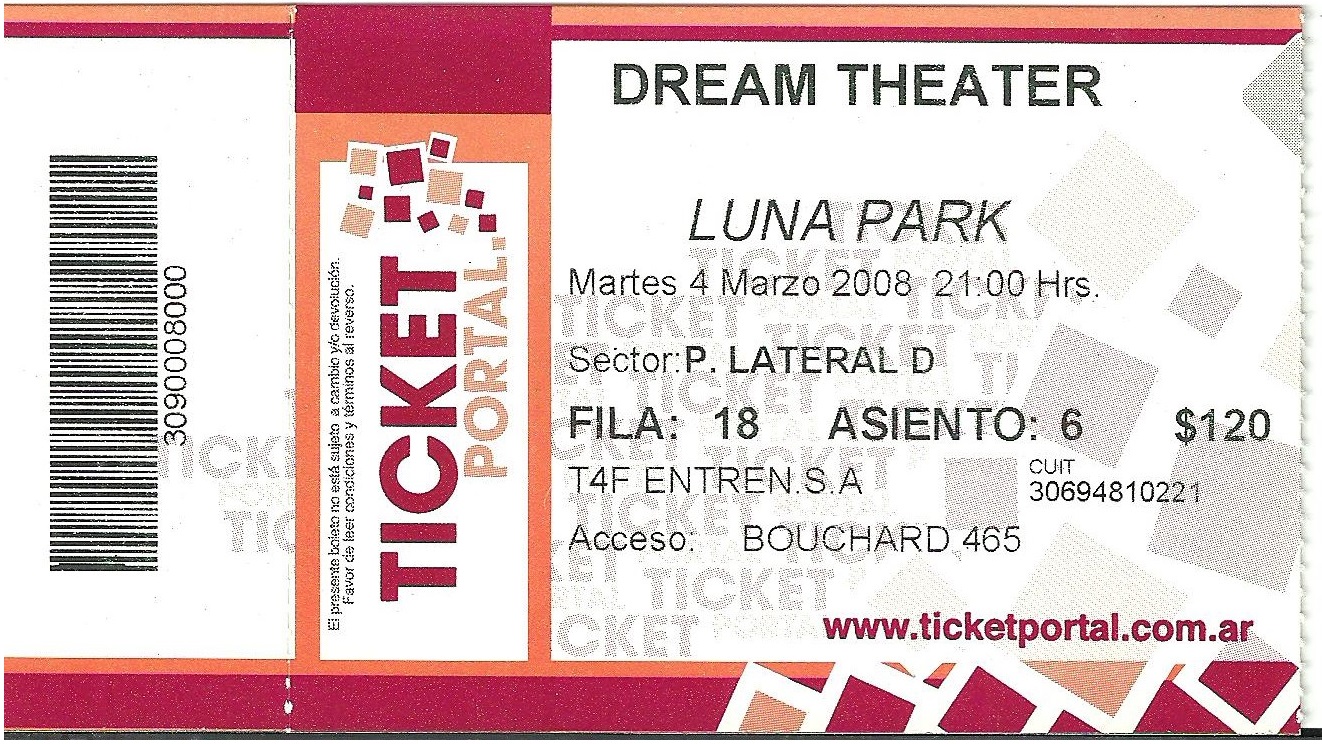 3090008000
El presente boleto no está sujeto a cambio y/o devolución.
Favor de leer condiciones y términos al reverso.
TICKET
PORTAL.
DREAM THEATER
LUNA PARK
Martes 4 Marzo 2008 21:00 Hrs.
Sector:P. LATERAL D
FILA: 18 ASIENTO: 6 $120
T4F ENTREN.S.A
CUIT
30694810221
Acceso: BOUCHARD 465
www.ticketportal.com.ar